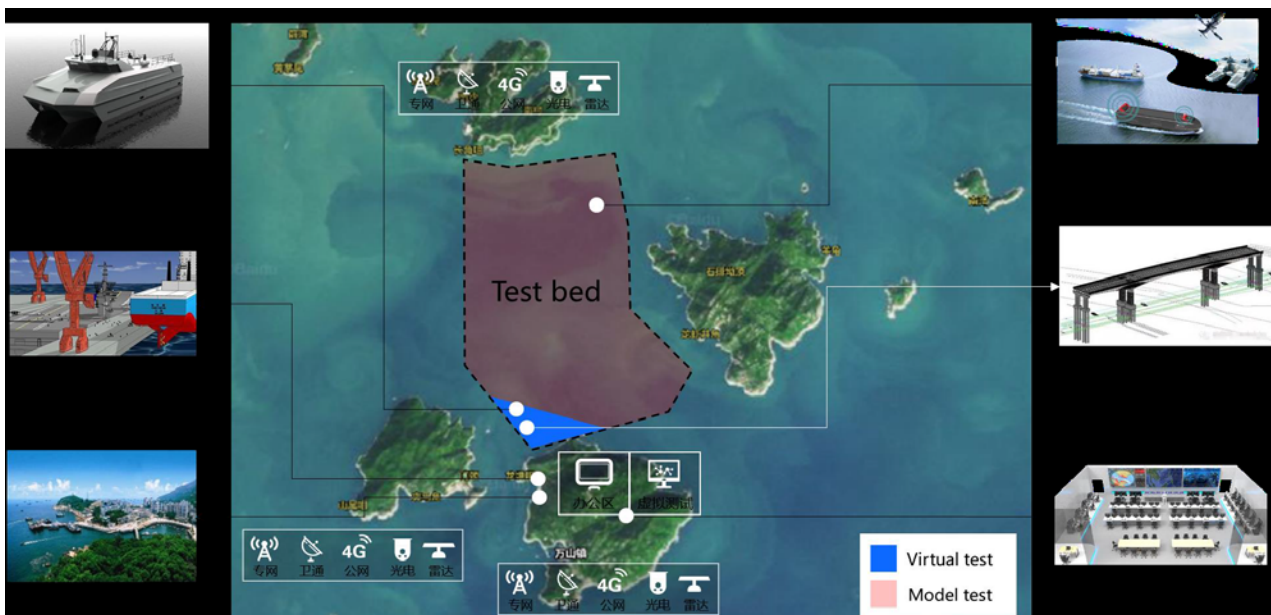 专网 卫通 公网 光电 雷达
4G
Baidu
Baidu
Test bed
办公区 虚拟测试
万山镇
4G
专网 卫通 公网 光电 雷达
4G
专网 卫通 公网 光电 雷达
Virtual test
Model test